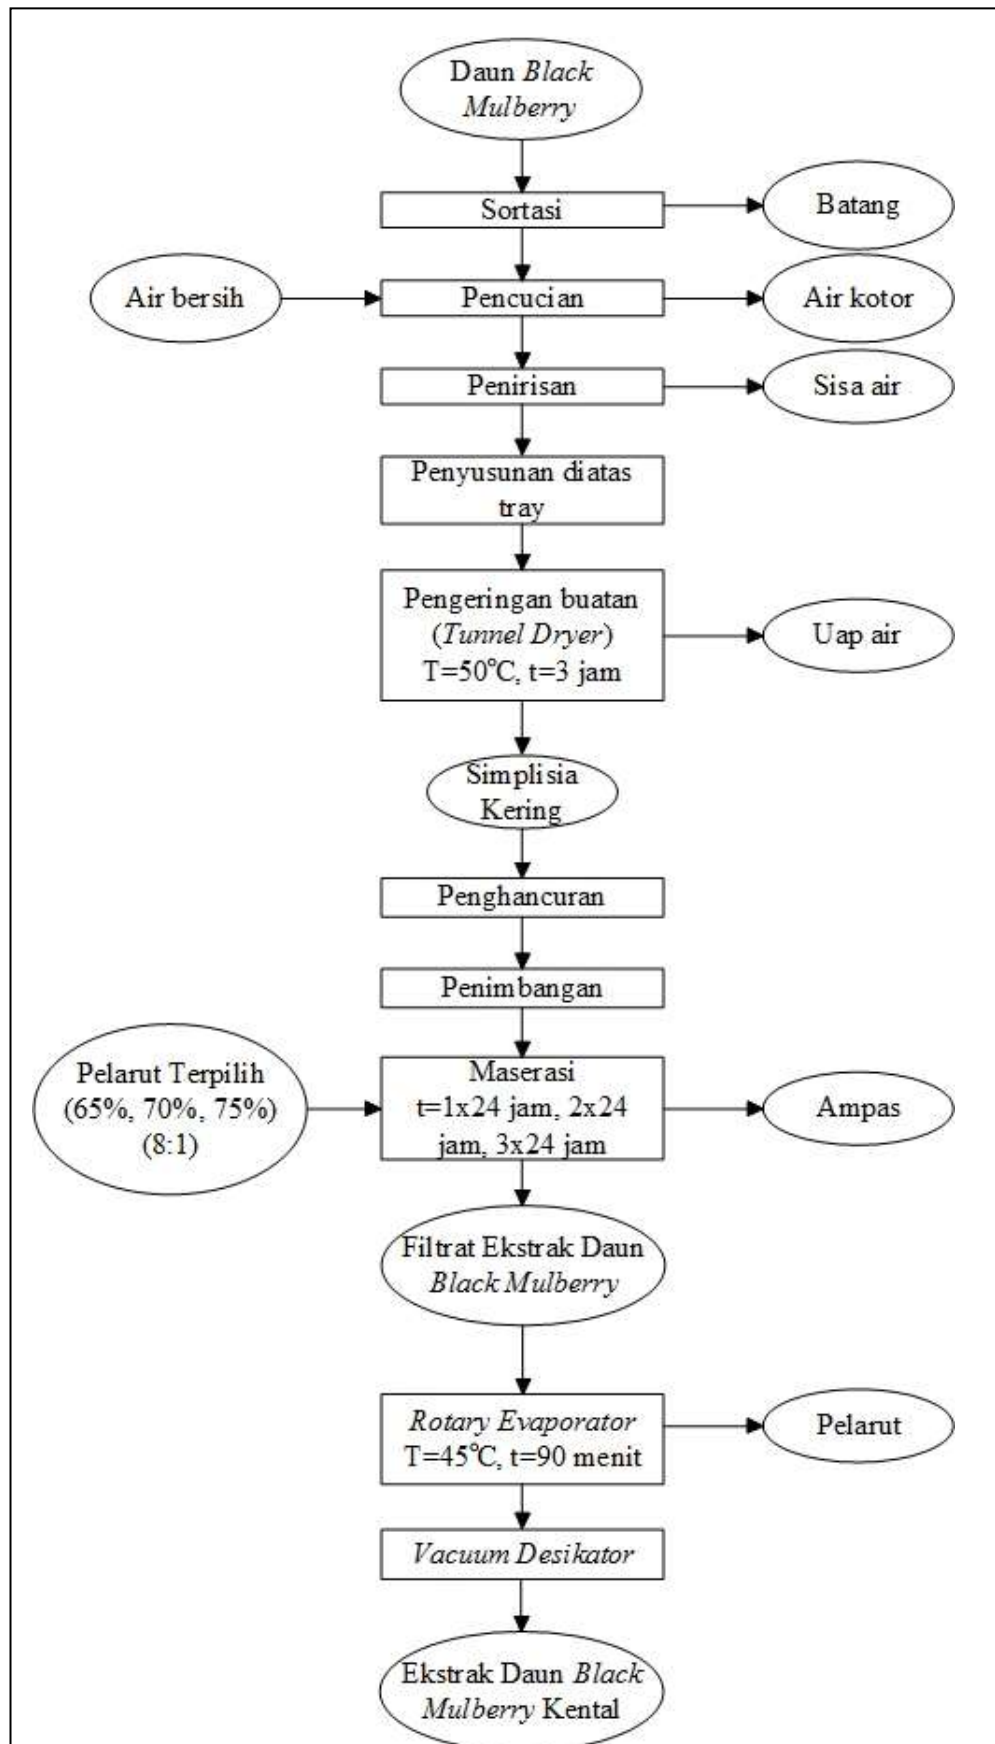 Daun Black
Mulberry
Sortasi
Batang
Air bersih
Pencucian
Air kotor
Penirisan
Sisa air
Penyusunan diatas
tray
Pengeringan buatan
(Tunnel Dryer)
T=50°C, t=3 jam
Uap air
Simplisia
Kering
Penghancuran
Penimbangan
Pelarut Terpilih
(65%, 70%, 75%)
(8:1)
Maserasi
t=1x24 jam, 2x24
jam, 3x24 jam
Ampas
Filtrat Ekstrak Daun
Black Mulberry
Rotary Evaporator
T=45°C, t=90 menit
Pelarut
Vacuum Desikator
Ekstrak Daun Black
Mulberry Kental